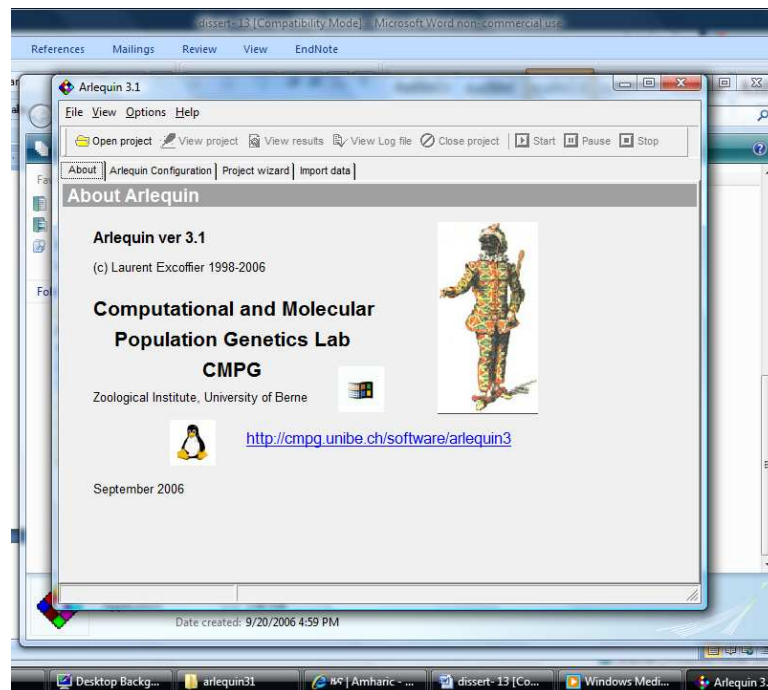 dissert-13 [Compatibility Mode] - Microsoft Word non-commercial use
References Mailings Review View EndNote
Arlequin 3.1
File View Options Help
Open project View project View results View Log file Close project Start Pause Stop
About Arlequin Configuration Project wizard Import data
About Arlequin
Arlequin ver 3.1
(c) Laurent Excoffier 1998-2006
Computational and Molecular
Population Genetics Lab
CMPG
Zoological Institute, University of Berne
http://cmpg.unibe.ch/software/arlequin3
September 2006
Date created: 9/20/2006 4:59 PM
Desktop Backg... arlequin31 Amharic - ... dissert- 13 [Co... Windows Medi... Arlequin 3.